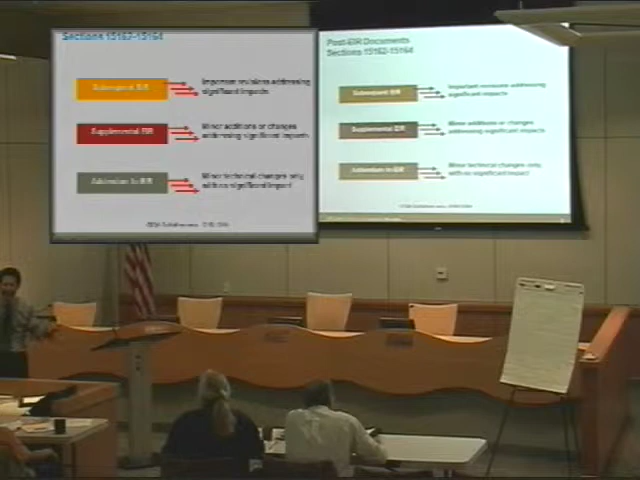 Sections 15162-15164
Subsequent EIR
Important revisions addressing
significant impacts
Supplemental EIR
Minor additions or changes
addressing significant impacts
Addendum to EIR
Minor technical changes only,
with no significant impact
Post-EIR Documents
Sections 15162-15164
Subsequent EIR
Important revisions addressing
significant impacts
Supplemental EIR
Minor additions or changes
addressing significant impacts
Addendum to EIR
Minor technical changes only,
with no significant impact